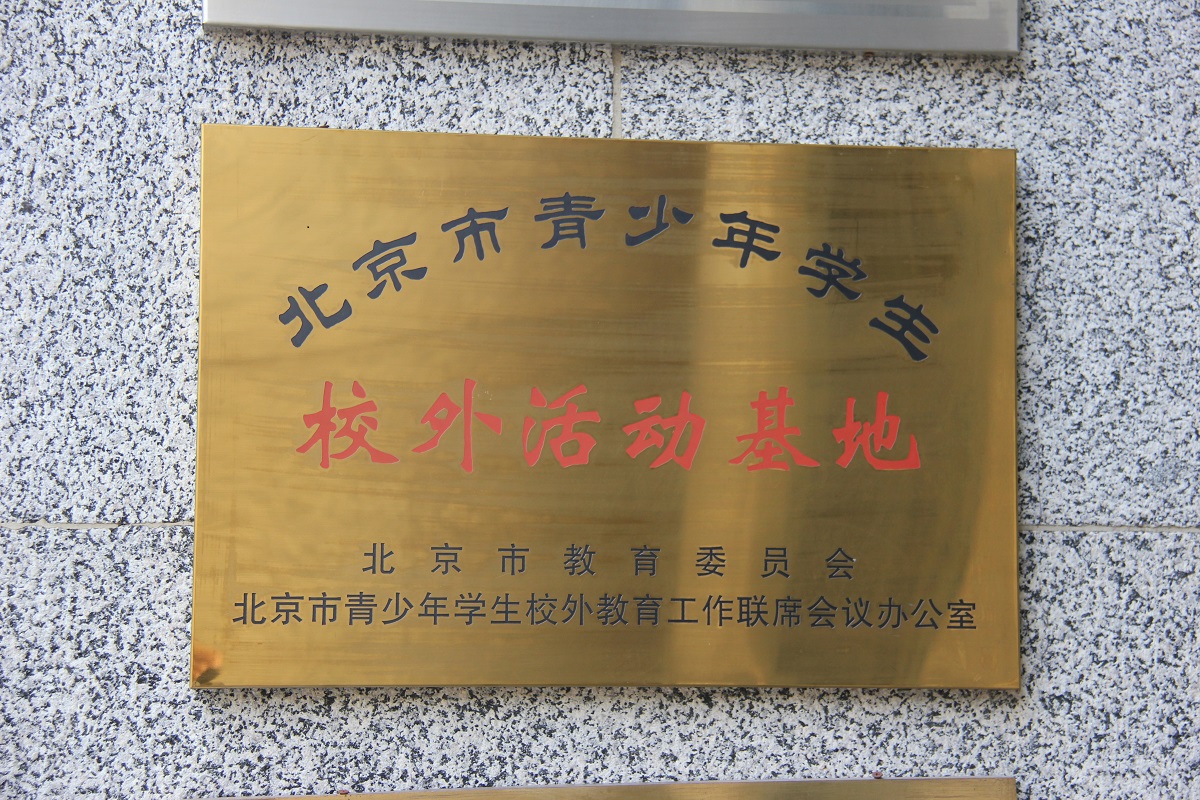 北京市青少年学生
校外活动基地
北京市教育委员会
北京市青少年学生校外教育工作联席会议办公室